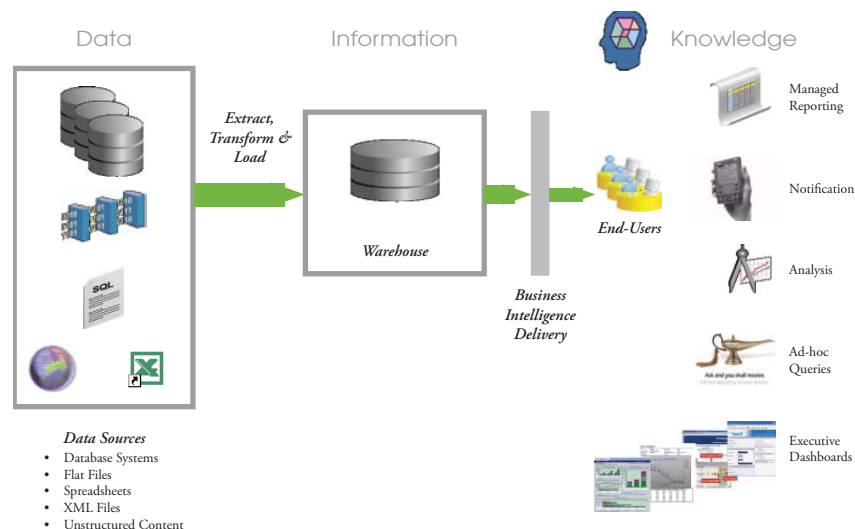 Data
Information
Knowledge
Extract,
Transform &
Load
SQL
Warehouse
Business
Intelligence
Delivery
End-Users
Managed
Reporting
Notification
Analysis
Ask and you shall receive.
Ad-hoc
Queries
Executive
Dashboards
Data Sources
• Database Systems
• Flat Files
• Spreadsheets
• XML Files
• Unstructured Content